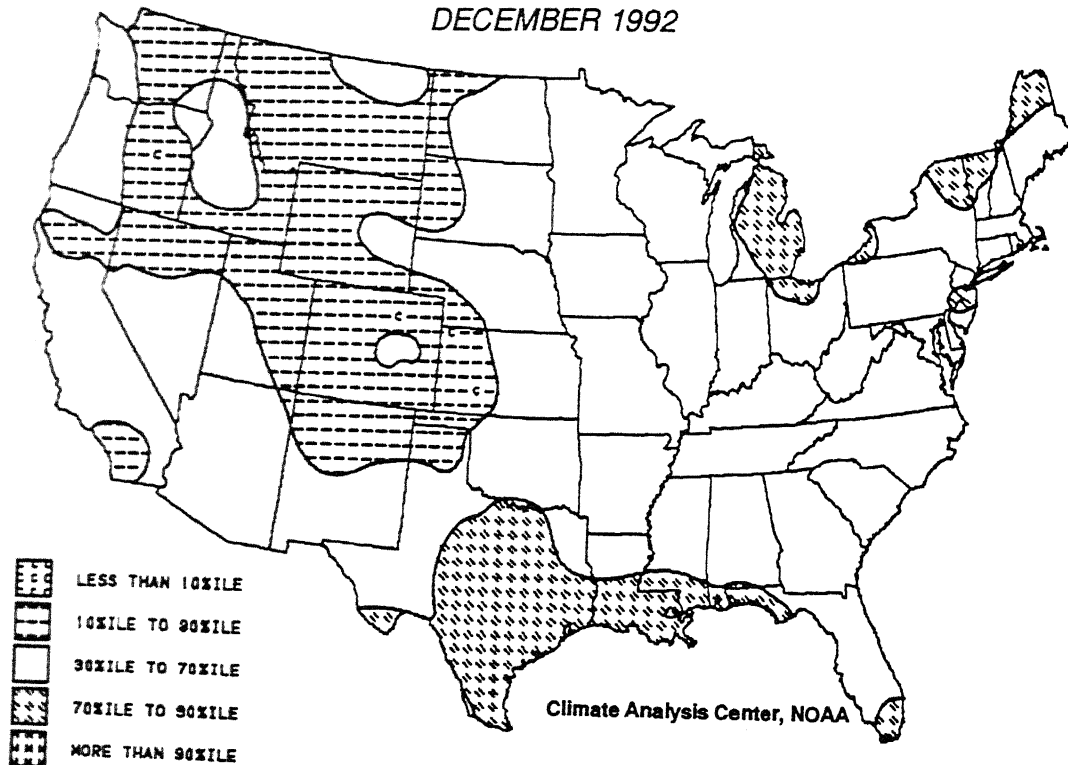 DECEMBER 1992
C
C
C
C
LESS THAN 10%ILE
10%ILE TO 30%ILE
30%ILE TO 70%ILE
70%ILE TO 90%ILE
MORE THAN 90%ILE
Climate Analysis Center, NOAA